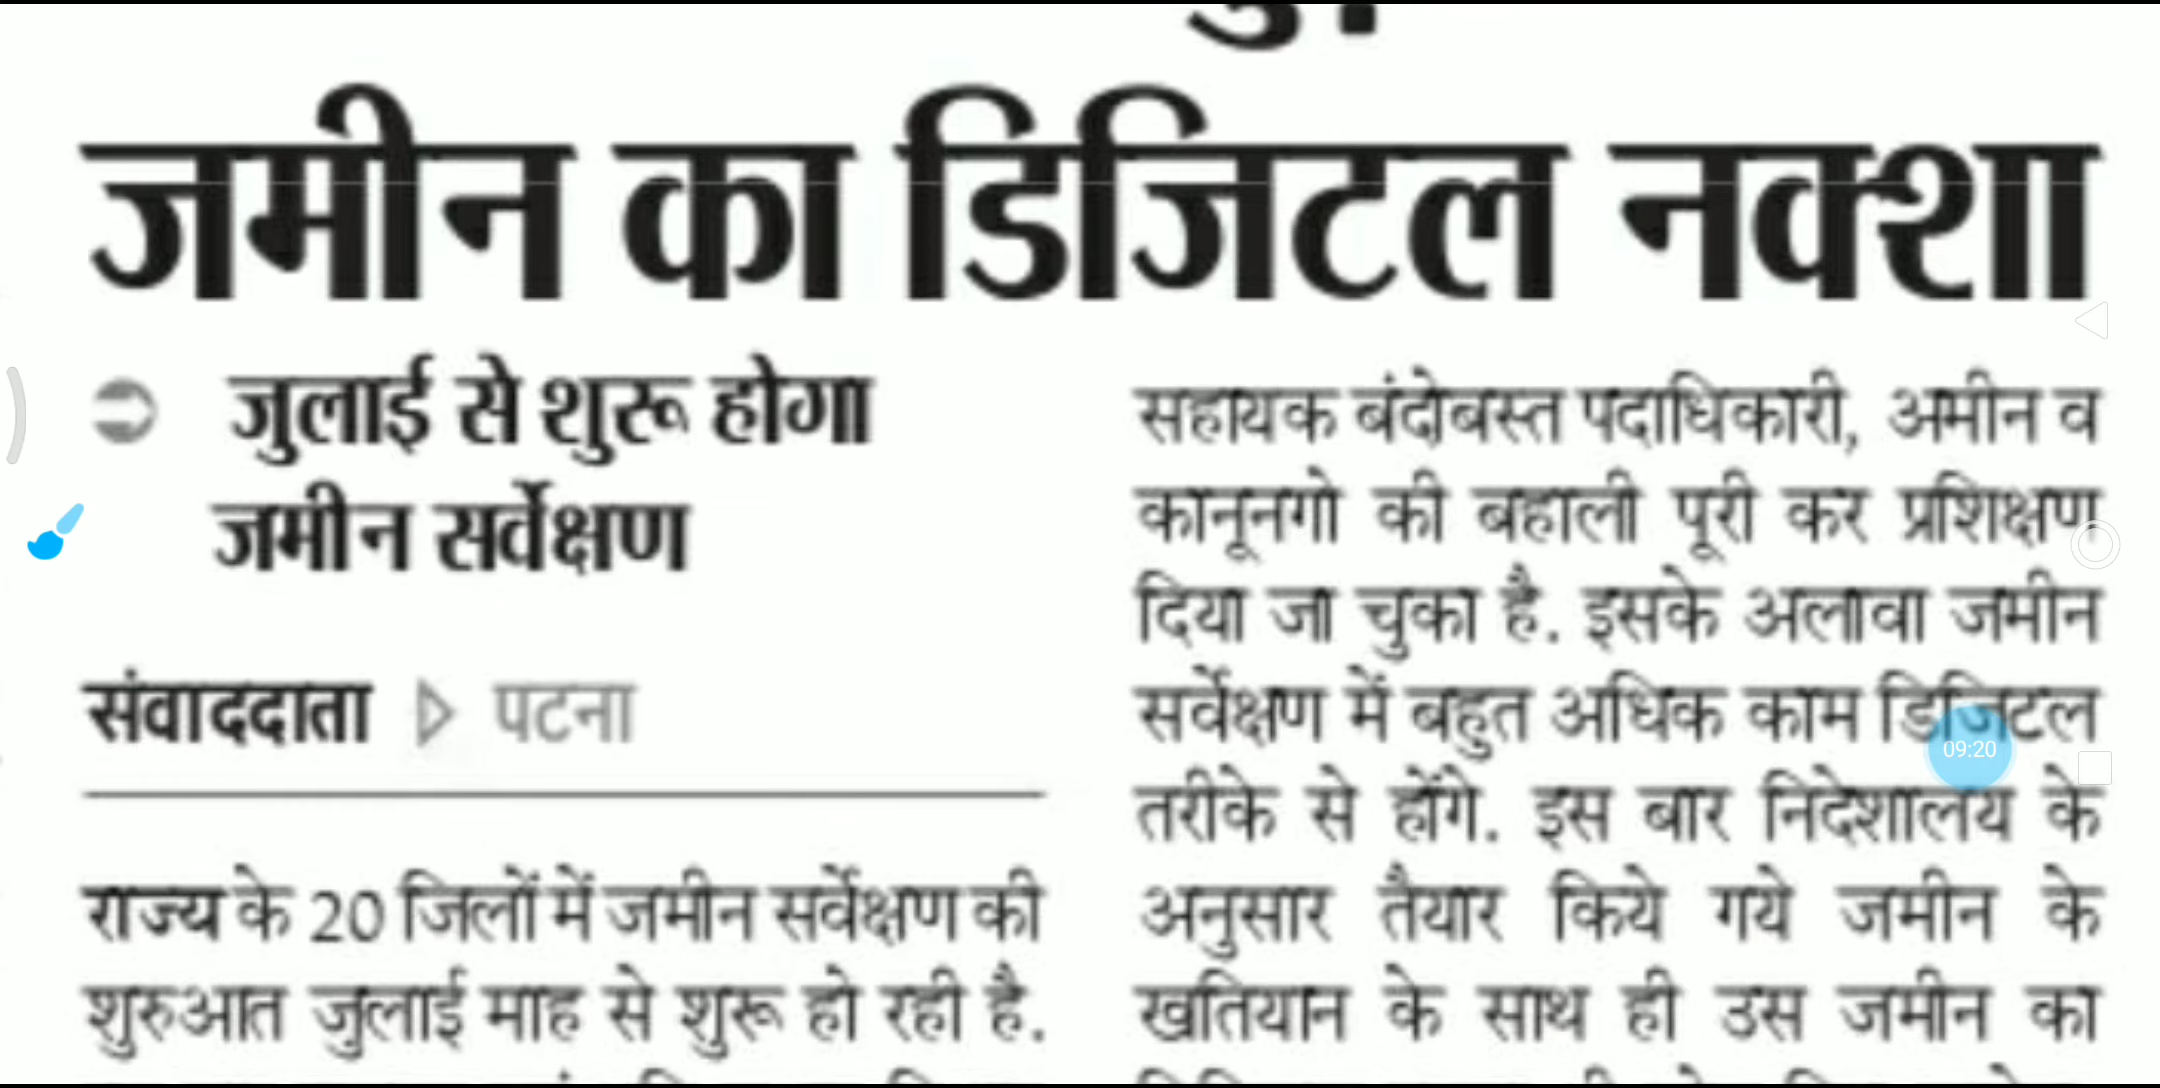 जमीन का डिजिटल नक्शा
जुलाई से शुरू होगा
जमीन सर्वेक्षण
संवाददाता ▷ पटना
राज्य के 20 जिलों में जमीन सर्वेक्षण की
शुरुआत जुलाई माह से शुरू हो रही है.
सहायक बंदोबस्त पदाधिकारी, अमीन व
कानूनगो की बहाली पूरी कर प्रशिक्षण
दिया जा चुका है. इसके अलावा जमीन
सर्वेक्षण में बहुत अधिक काम डिजिटल
09:20
तरीके से होंगे. इस बार निदेशालय के
अनुसार तैयार किये गये जमीन के
खतियान के साथ ही उस जमीन का